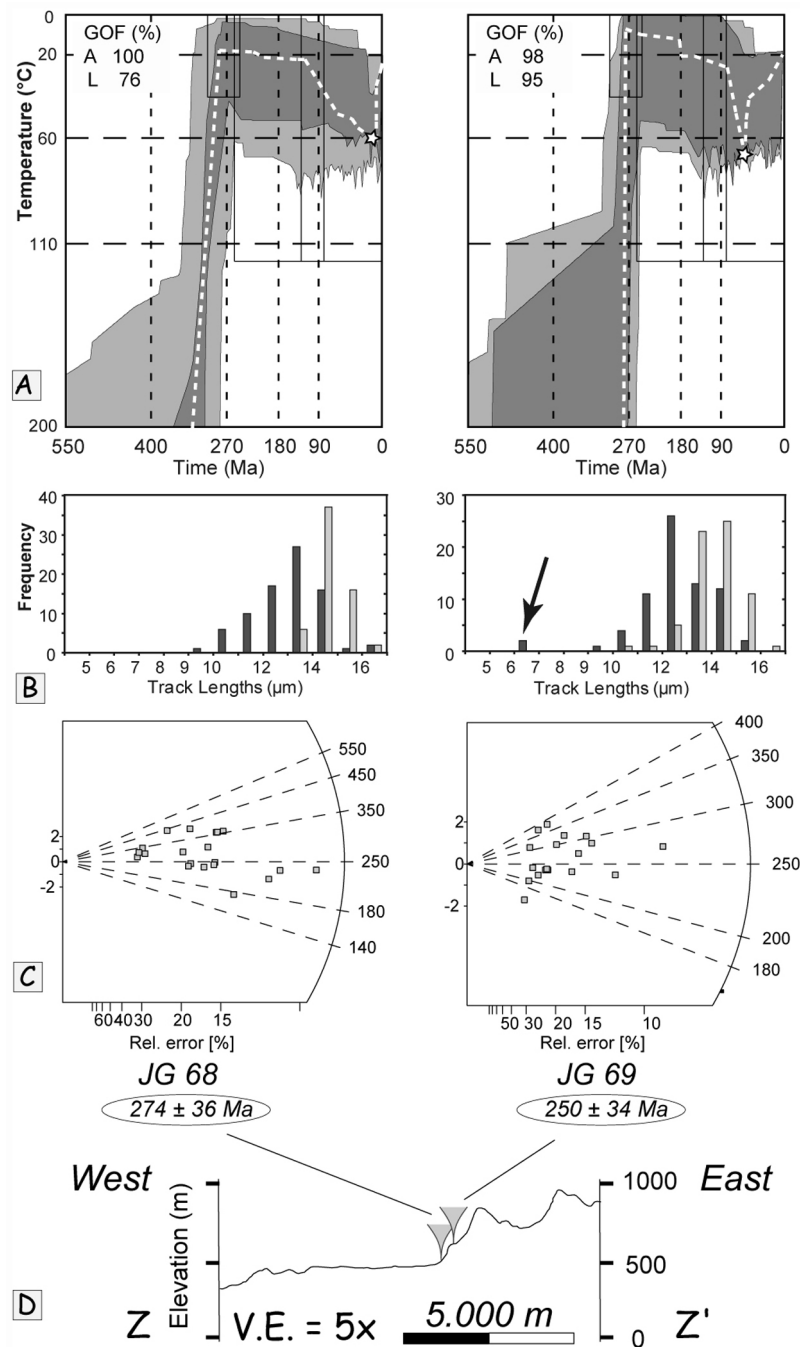 GOF (%)
A 100
L 76
GOF (%)
A 98
L 95
Temperature (°C)
0
20
60
110
200
550 400 270 180 90 0
Time (Ma)
550 400 270 180 90 0
Time (Ma)
A
Frequency
40
30
20
10
0
5 6 7 8 9 10 11 12 13 14 16
Track Lengths (µm)
30
20
10
0
5 6 7 8 9 10 11 12 13 14 16
Track Lengths (µm)
B
2
0
-2
550
450
350
250
180
140
60 40 30 20 15
Rel. error [%]
2
0
-2
400
350
300
250
200
180
50 30 20 15 10
Rel. error [%]
C
JG 68
274 ± 36 Ma
JG 69
250 ± 34 Ma
West
East
Elevation (m)
1000
500
0
D
Z
V.E. = 5x
5.000 m
Z'